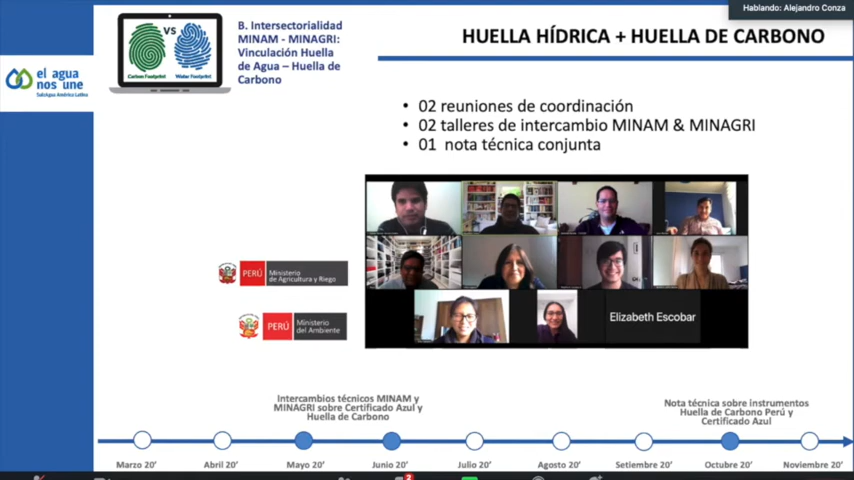 Hablando: Alejandro Conza
VS
Carbon Footprint
Water Footprint
B. Intersectorialidad
MINAM - MINAGRI:
Vinculación Huella
de Agua – Huella de
Carbono
HUELLA HÍDRICA + HUELLA DE CARBONO
el agua
nos une
SuizAgua América Latina
• 02 reuniones de coordinación
• 02 talleres de intercambio MINAM & MINAGRI
• 01 nota técnica conjunta
PERÚ
Ministerio
de Agricultura y Riego
PERÚ
Ministerio
del Ambiente
Elizabeth Escobar
Intercambios técnicos MINAM y
MINAGRI sobre Certificado Azul y
Huella de Carbono
Nota técnica sobre instrumentos
Huella de Carbono Perú y
Certificado Azul
Marzo 20’
Abril 20’
Mayo 20’
Junio 20’
Julio 20’
Agosto 20’
Setiembre 20’
Octubre 20’
Noviembre 20’
2